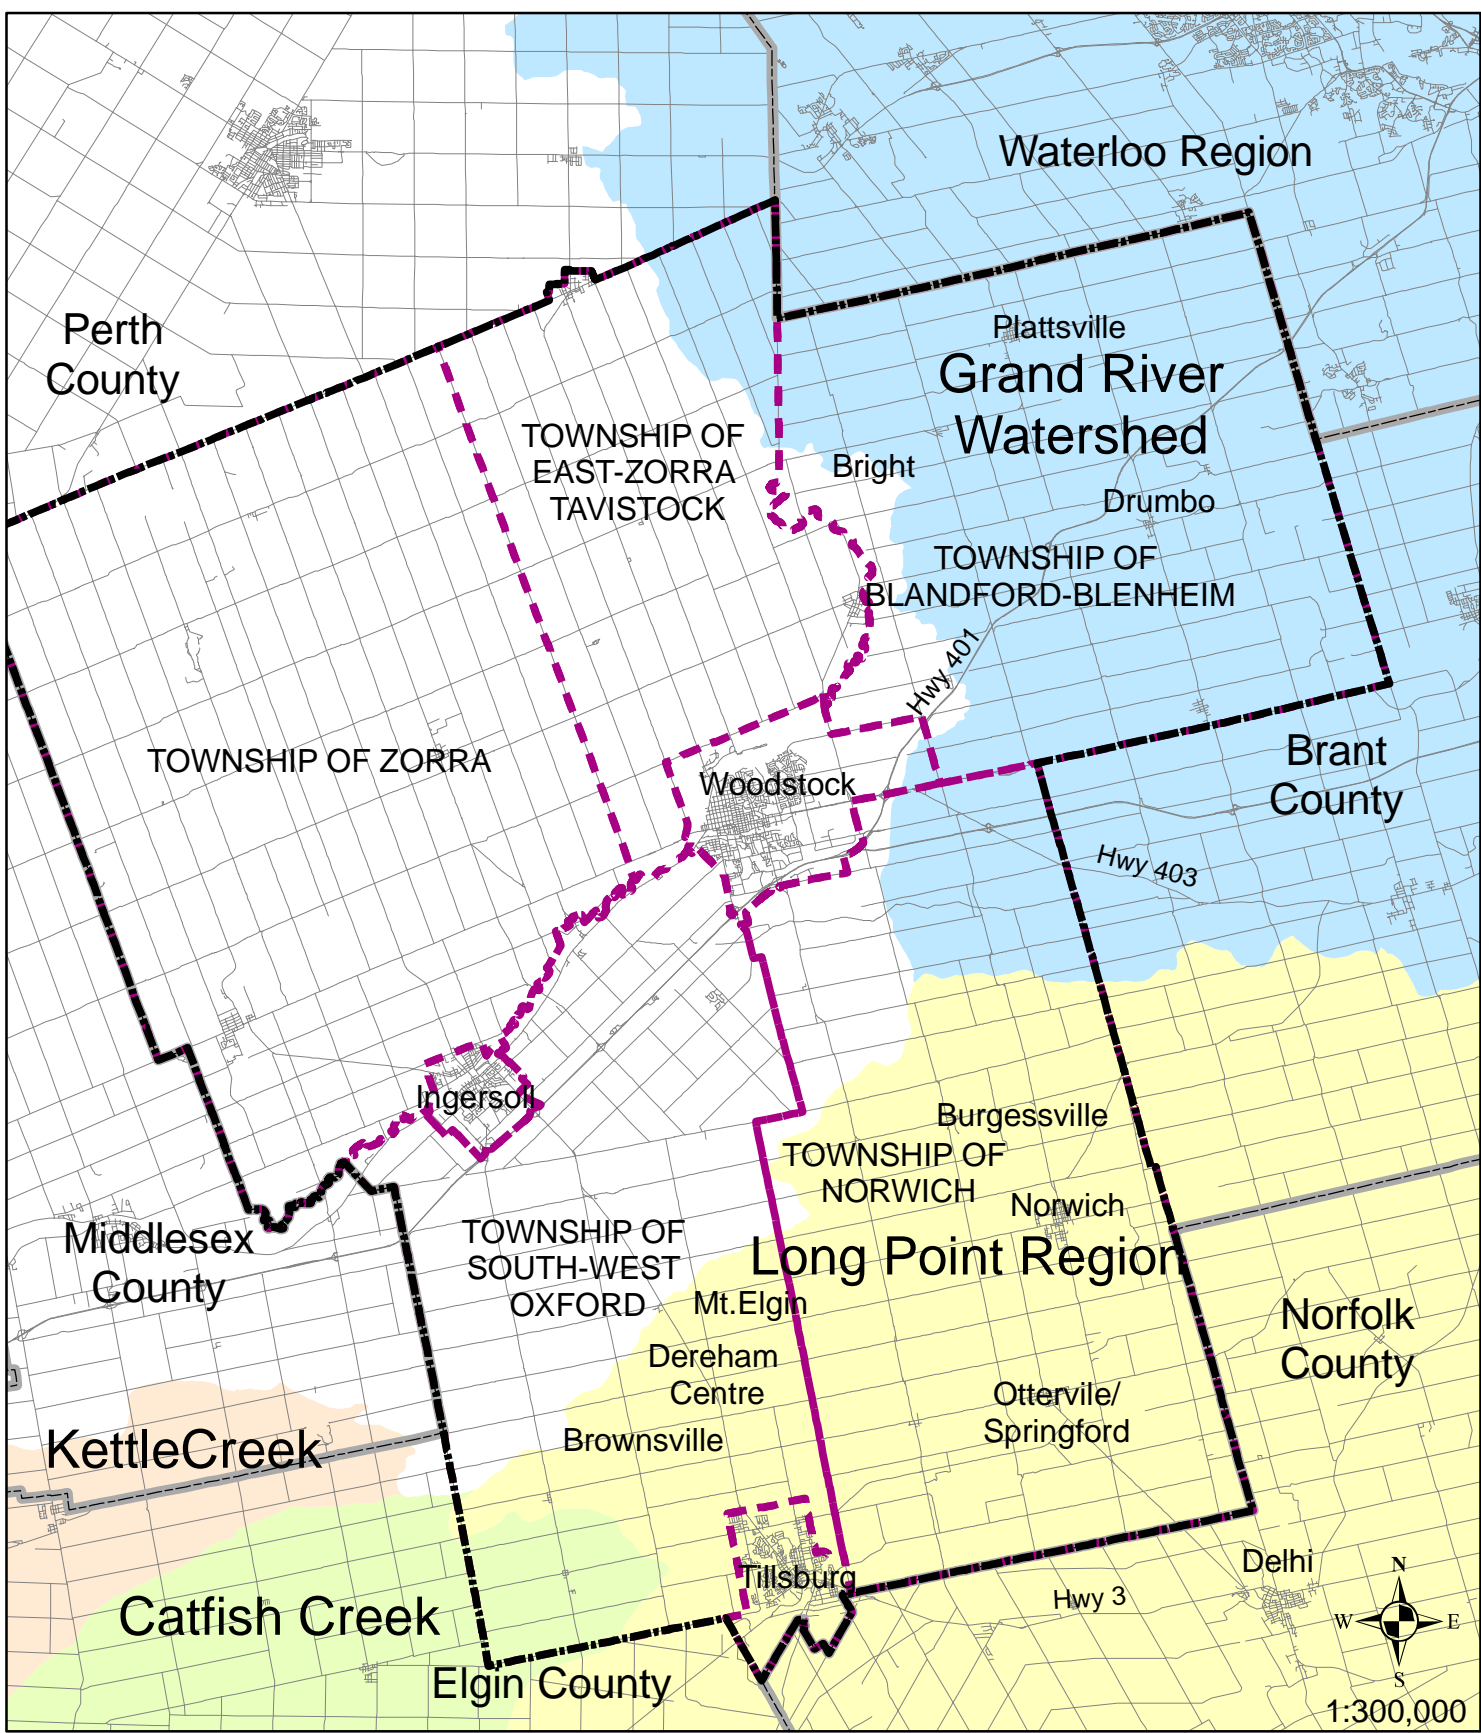 Waterloo Region
Perth
County
Plattsville
Grand River
Watershed
TOWNSHIP OF
EAST-ZORRA
TAVISTOCK
Bright
Drumbo
TOWNSHIP OF
BLANDFORD-BLENHEIM
Hwy 401
TOWNSHIP OF ZORRA
Woodstock
Brant
County
Hwy 403
Ingersoll
Burgessville
TOWNSHIP OF
NORWICH
Norwich
Middlesex
County
TOWNSHIP OF
SOUTH-WEST
OXFORD
Long Point Region
Mt.Elgin
Norfolk
County
Dereham
Centre
Ottervile/
Springford
KettleCreek
Brownsville
Catfish Creek
Tillsburg
Delhi
Hwy 3
Elgin County
N
W
E
S
1:300,000